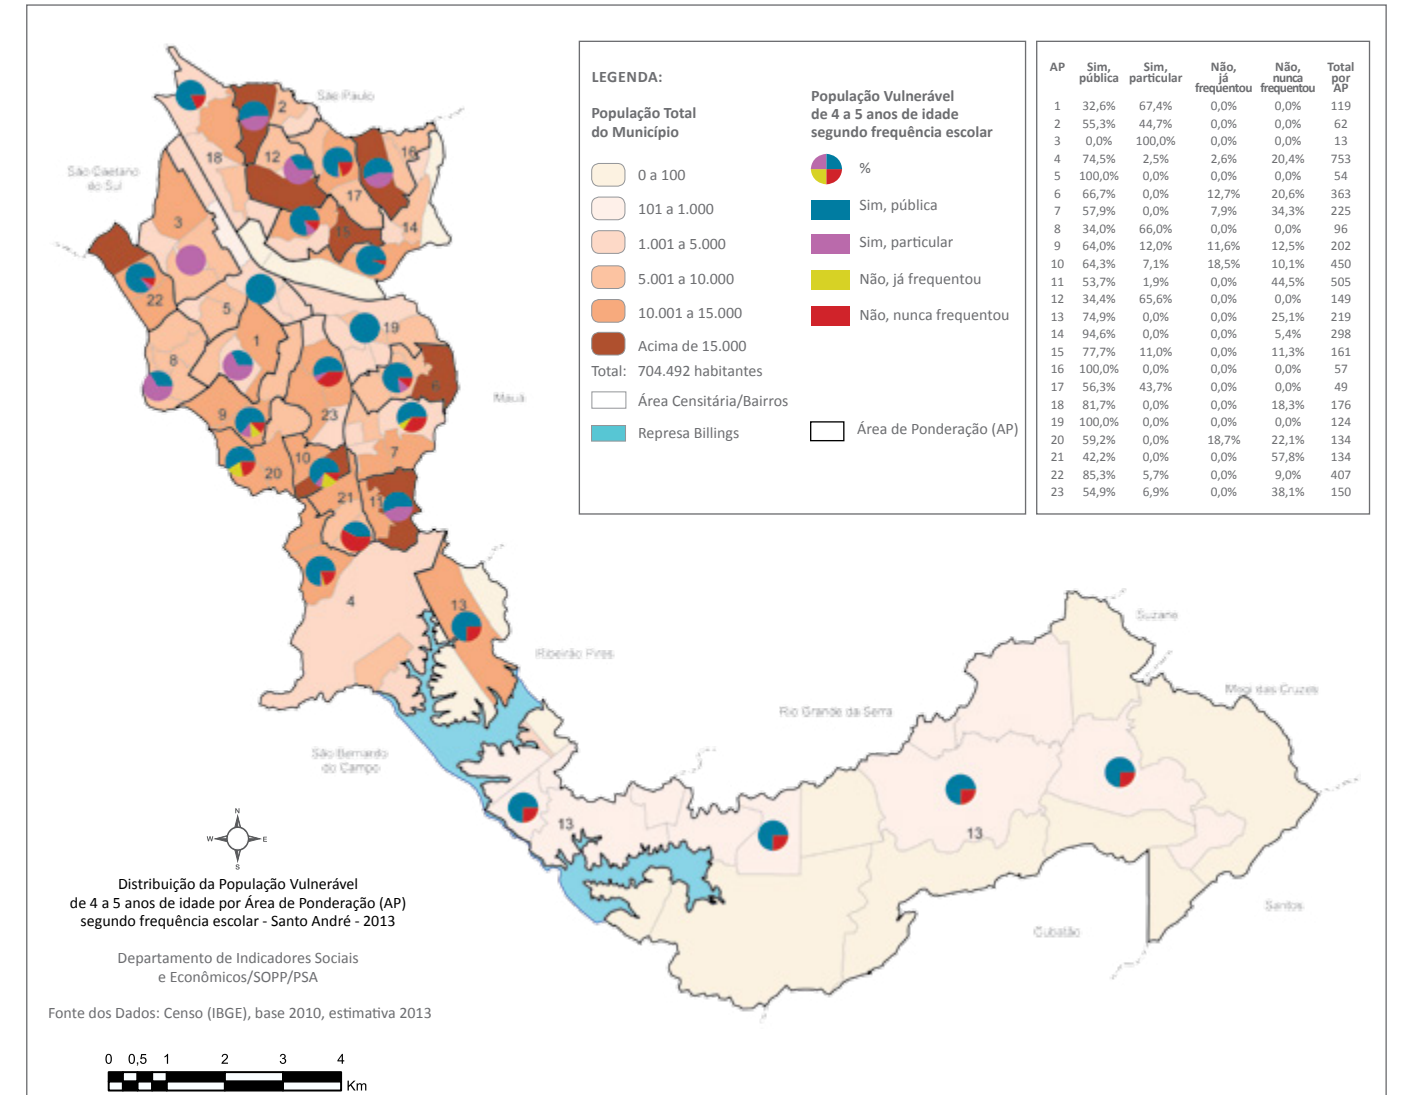 São Paulo
São Caetano
do Sul
Mauá
Ribeirão Pires
São Bernardo
do Campo
Rio Grande da Serra
Suzano
Mogi das Cruzes
Santos
Cubatão
2
18
12
16
17
3
15
14
22
5
19
1
8
6
9
23
10
7
20
21
11
4
13
13
13
LEGENDA:
População Total
do Município
0 a 100
101 a 1.000
1.001 a 5.000
5.001 a 10.000
10.001 a 15.000
Acima de 15.000
Total: 704.492 habitantes
Área Censitária/Bairros
Represa Billings
População Vulnerável
de 4 a 5 anos de idade
segundo frequência escolar
%
Sim, pública
Sim, particular
Não, já frequentou
Não, nunca frequentou
Área de Ponderação (AP)
AP Sim, pública Sim, particular Não, já frequentou Não, nunca frequentou Total por AP
1 32,6% 67,4% 0,0% 0,0% 119
2 55,3% 44,7% 0,0% 0,0% 62
3 0,0% 100,0% 0,0% 0,0% 13
4 74,5% 2,5% 2,6% 20,4% 753
5 100,0% 0,0% 0,0% 0,0% 54
6 66,7% 0,0% 12,7% 20,6% 363
7 57,9% 0,0% 7,9% 34,3% 225
8 34,0% 66,0% 0,0% 0,0% 96
9 64,0% 12,0% 11,6% 12,5% 202
10 64,3% 7,1% 18,5% 10,1% 450
11 53,7% 1,9% 0,0% 44,5% 505
12 34,4% 65,6% 0,0% 0,0% 149
13 74,9% 0,0% 0,0% 25,1% 219
14 94,6% 0,0% 0,0% 5,4% 298
15 77,7% 11,0% 0,0% 11,3% 161
16 100,0% 0,0% 0,0% 0,0% 57
17 56,3% 43,7% 0,0% 0,0% 49
18 81,7% 0,0% 0,0% 18,3% 176
19 100,0% 0,0% 0,0% 0,0% 124
20 59,2% 0,0% 18,7% 22,1% 134
21 42,2% 0,0% 0,0% 57,8% 134
22 85,3% 5,7% 0,0% 9,0% 407
23 54,9% 6,9% 0,0% 38,1% 150
N
W E
S
Distribuição da População Vulnerável
de 4 a 5 anos de idade por Área de Ponderação (AP)
segundo frequência escolar - Santo André - 2013
Departamento de Indicadores Sociais
e Econômicos/SOPP/PSA
Fonte dos Dados: Censo (IBGE), base 2010, estimativa 2013
0 0,5 1 2 3 4
Km